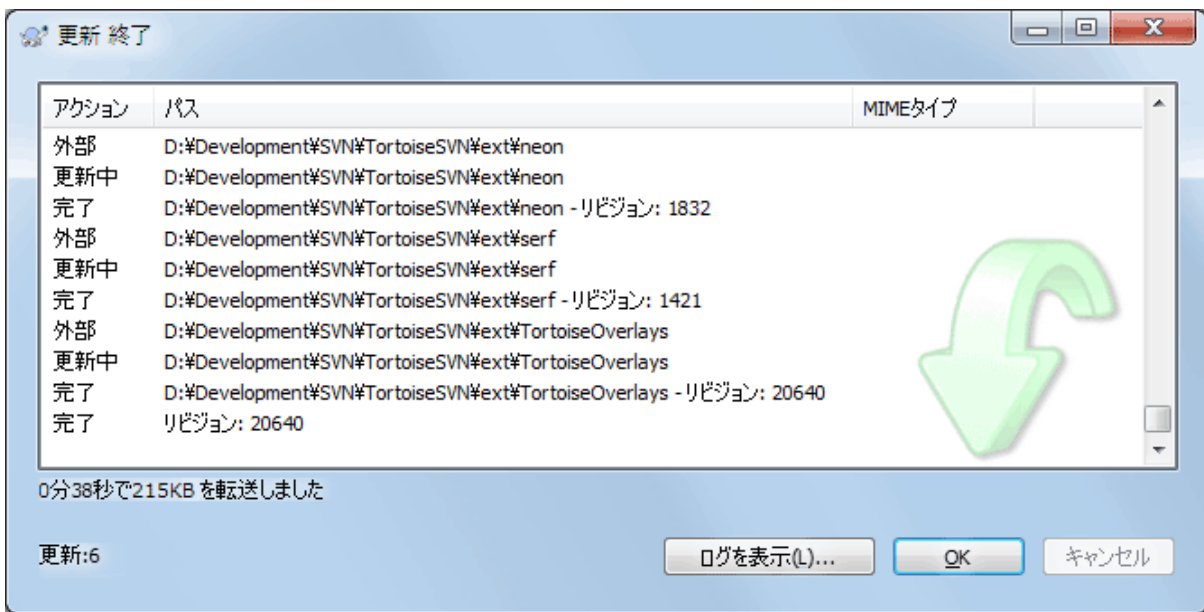 更新 終了
アクション パス MIMEタイプ
外部 D:¥Development¥SVN¥TortoiseSVN¥ext¥neon
更新中 D:¥Development¥SVN¥TortoiseSVN¥ext¥neon
完了 D:¥Development¥SVN¥TortoiseSVN¥ext¥neon - リビジョン: 1832
外部 D:¥Development¥SVN¥TortoiseSVN¥ext¥serf
更新中 D:¥Development¥SVN¥TortoiseSVN¥ext¥serf
完了 D:¥Development¥SVN¥TortoiseSVN¥ext¥serf - リビジョン: 1421
外部 D:¥Development¥SVN¥TortoiseSVN¥ext¥TortoiseOverlays
更新中 D:¥Development¥SVN¥TortoiseSVN¥ext¥TortoiseOverlays
完了 D:¥Development¥SVN¥TortoiseSVN¥ext¥TortoiseOverlays - リビジョン: 20640
完了 リビジョン: 20640
0分38秒で215KB を転送しました
更新:6 ログを表示(L)... OK キャンセル